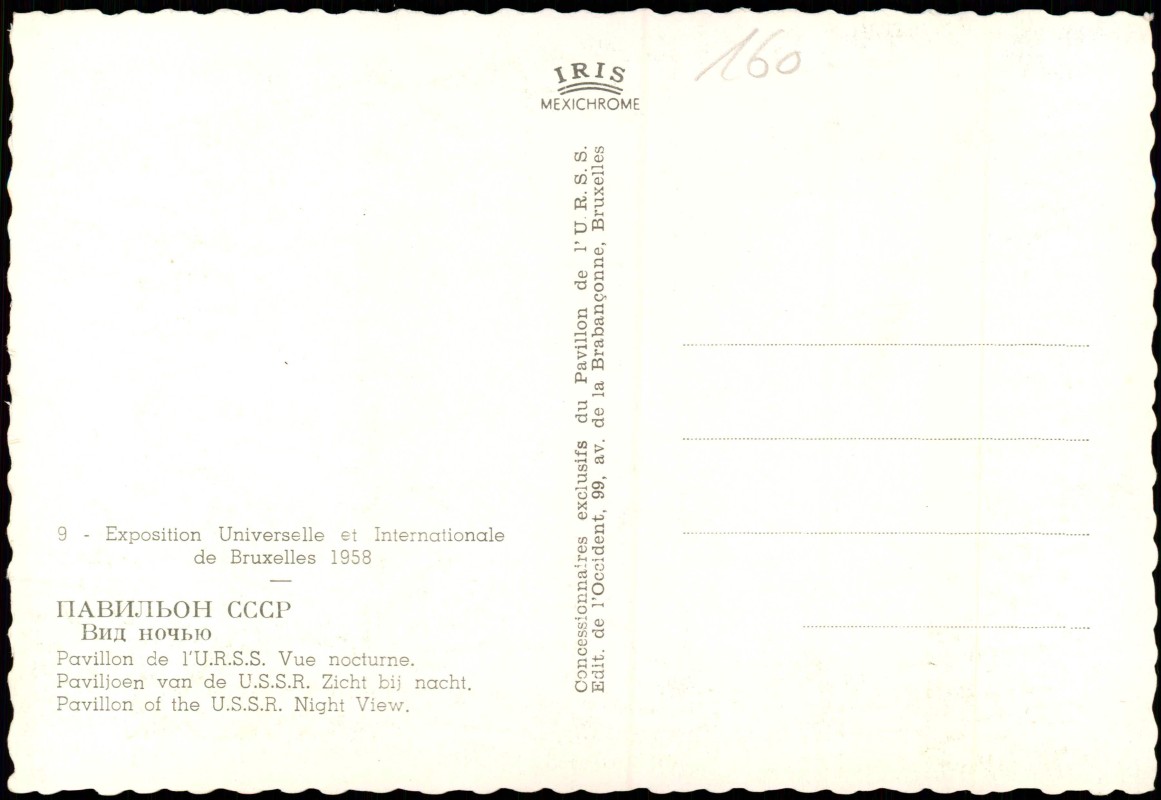 160
IRIS
MEXICHROME
9 - Exposition Universelle et Internationale
de Bruxelles 1958
ПАВИЛЬОН СССР
Вид ночью
Pavillon de l'U.R.S.S. Vue nocturne.
Paviljoen van de U.S.S.R. Zicht bij nacht.
Pavillon of the U.S.S.R. Night View.
Concessionnaires exclusifs du Pavillon de l'U.R.S.S.
Edit. de l'Occident, 99, av. de la Brabançonne, Bruxelles